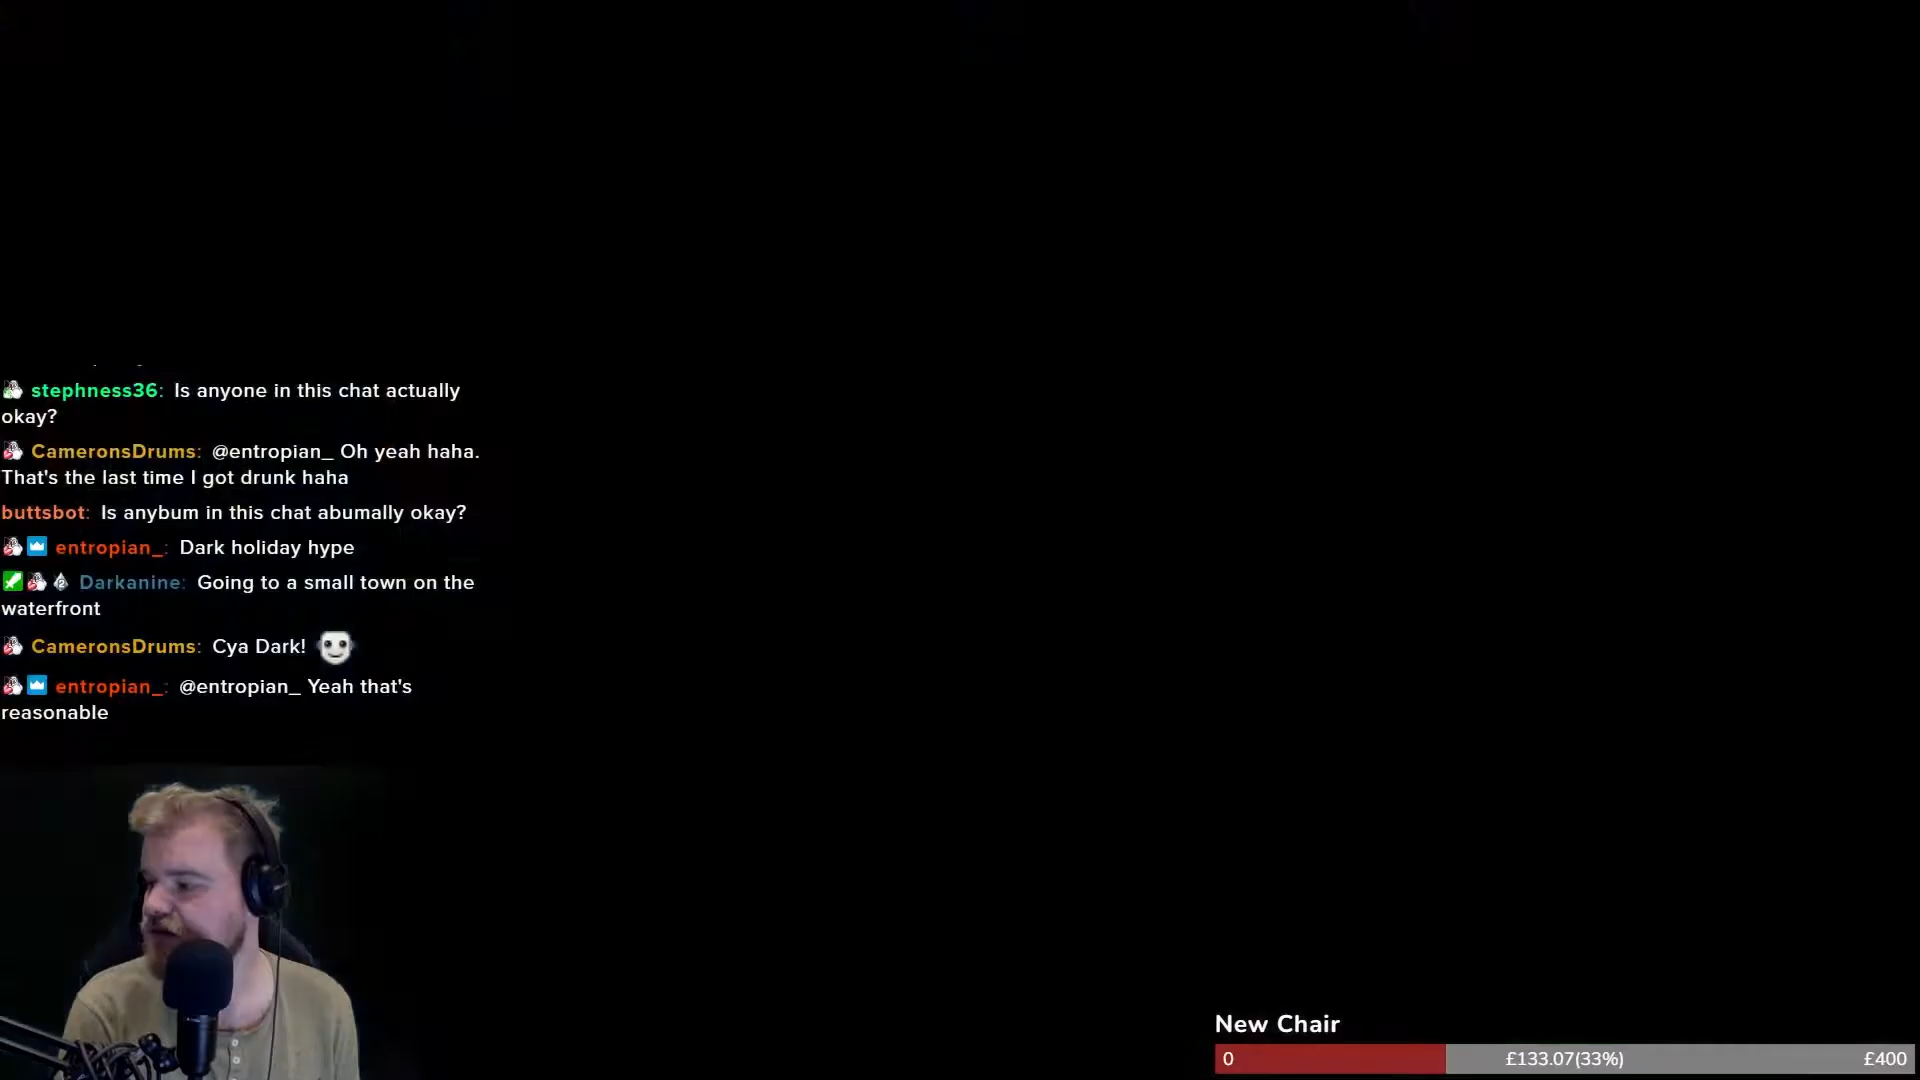 stephness36: Is anyone in this chat actually
okay?
CameronsDrums: @entropian_ Oh yeah haha.
That's the last time I got drunk haha
buttsbot: Is anybum in this chat abumally okay?
entropian_: Dark holiday hype
Darkanine: Going to a small town on the
waterfront
CameronsDrums: Cya Dark!
entropian_: @entropian_ Yeah that's
reasonable
New Chair
0 £133.07(33%) £400